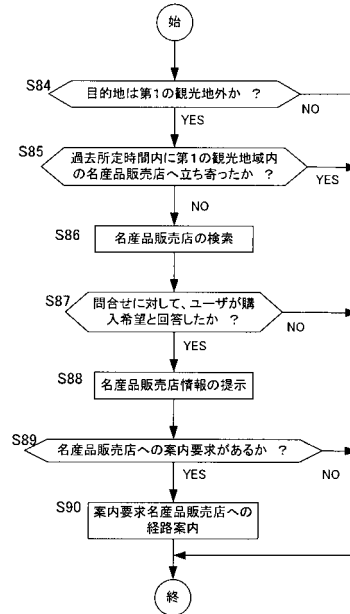 始
S84
目的地は第1の観光地外か ?
NO
YES
S85
過去所定時間内に第1の観光地域内
の名産品販売店へ立ち寄ったか ?
YES
NO
S86
名産品販売店の検索
S87
問合せに対して、ユーザが購
入希望と回答したか ?
NO
YES
S88
名産品販売店情報の提示
S89
名産品販売店への案内要求があるか ?
YES
NO
S90
案内要求名産品販売店への
経路案内
終